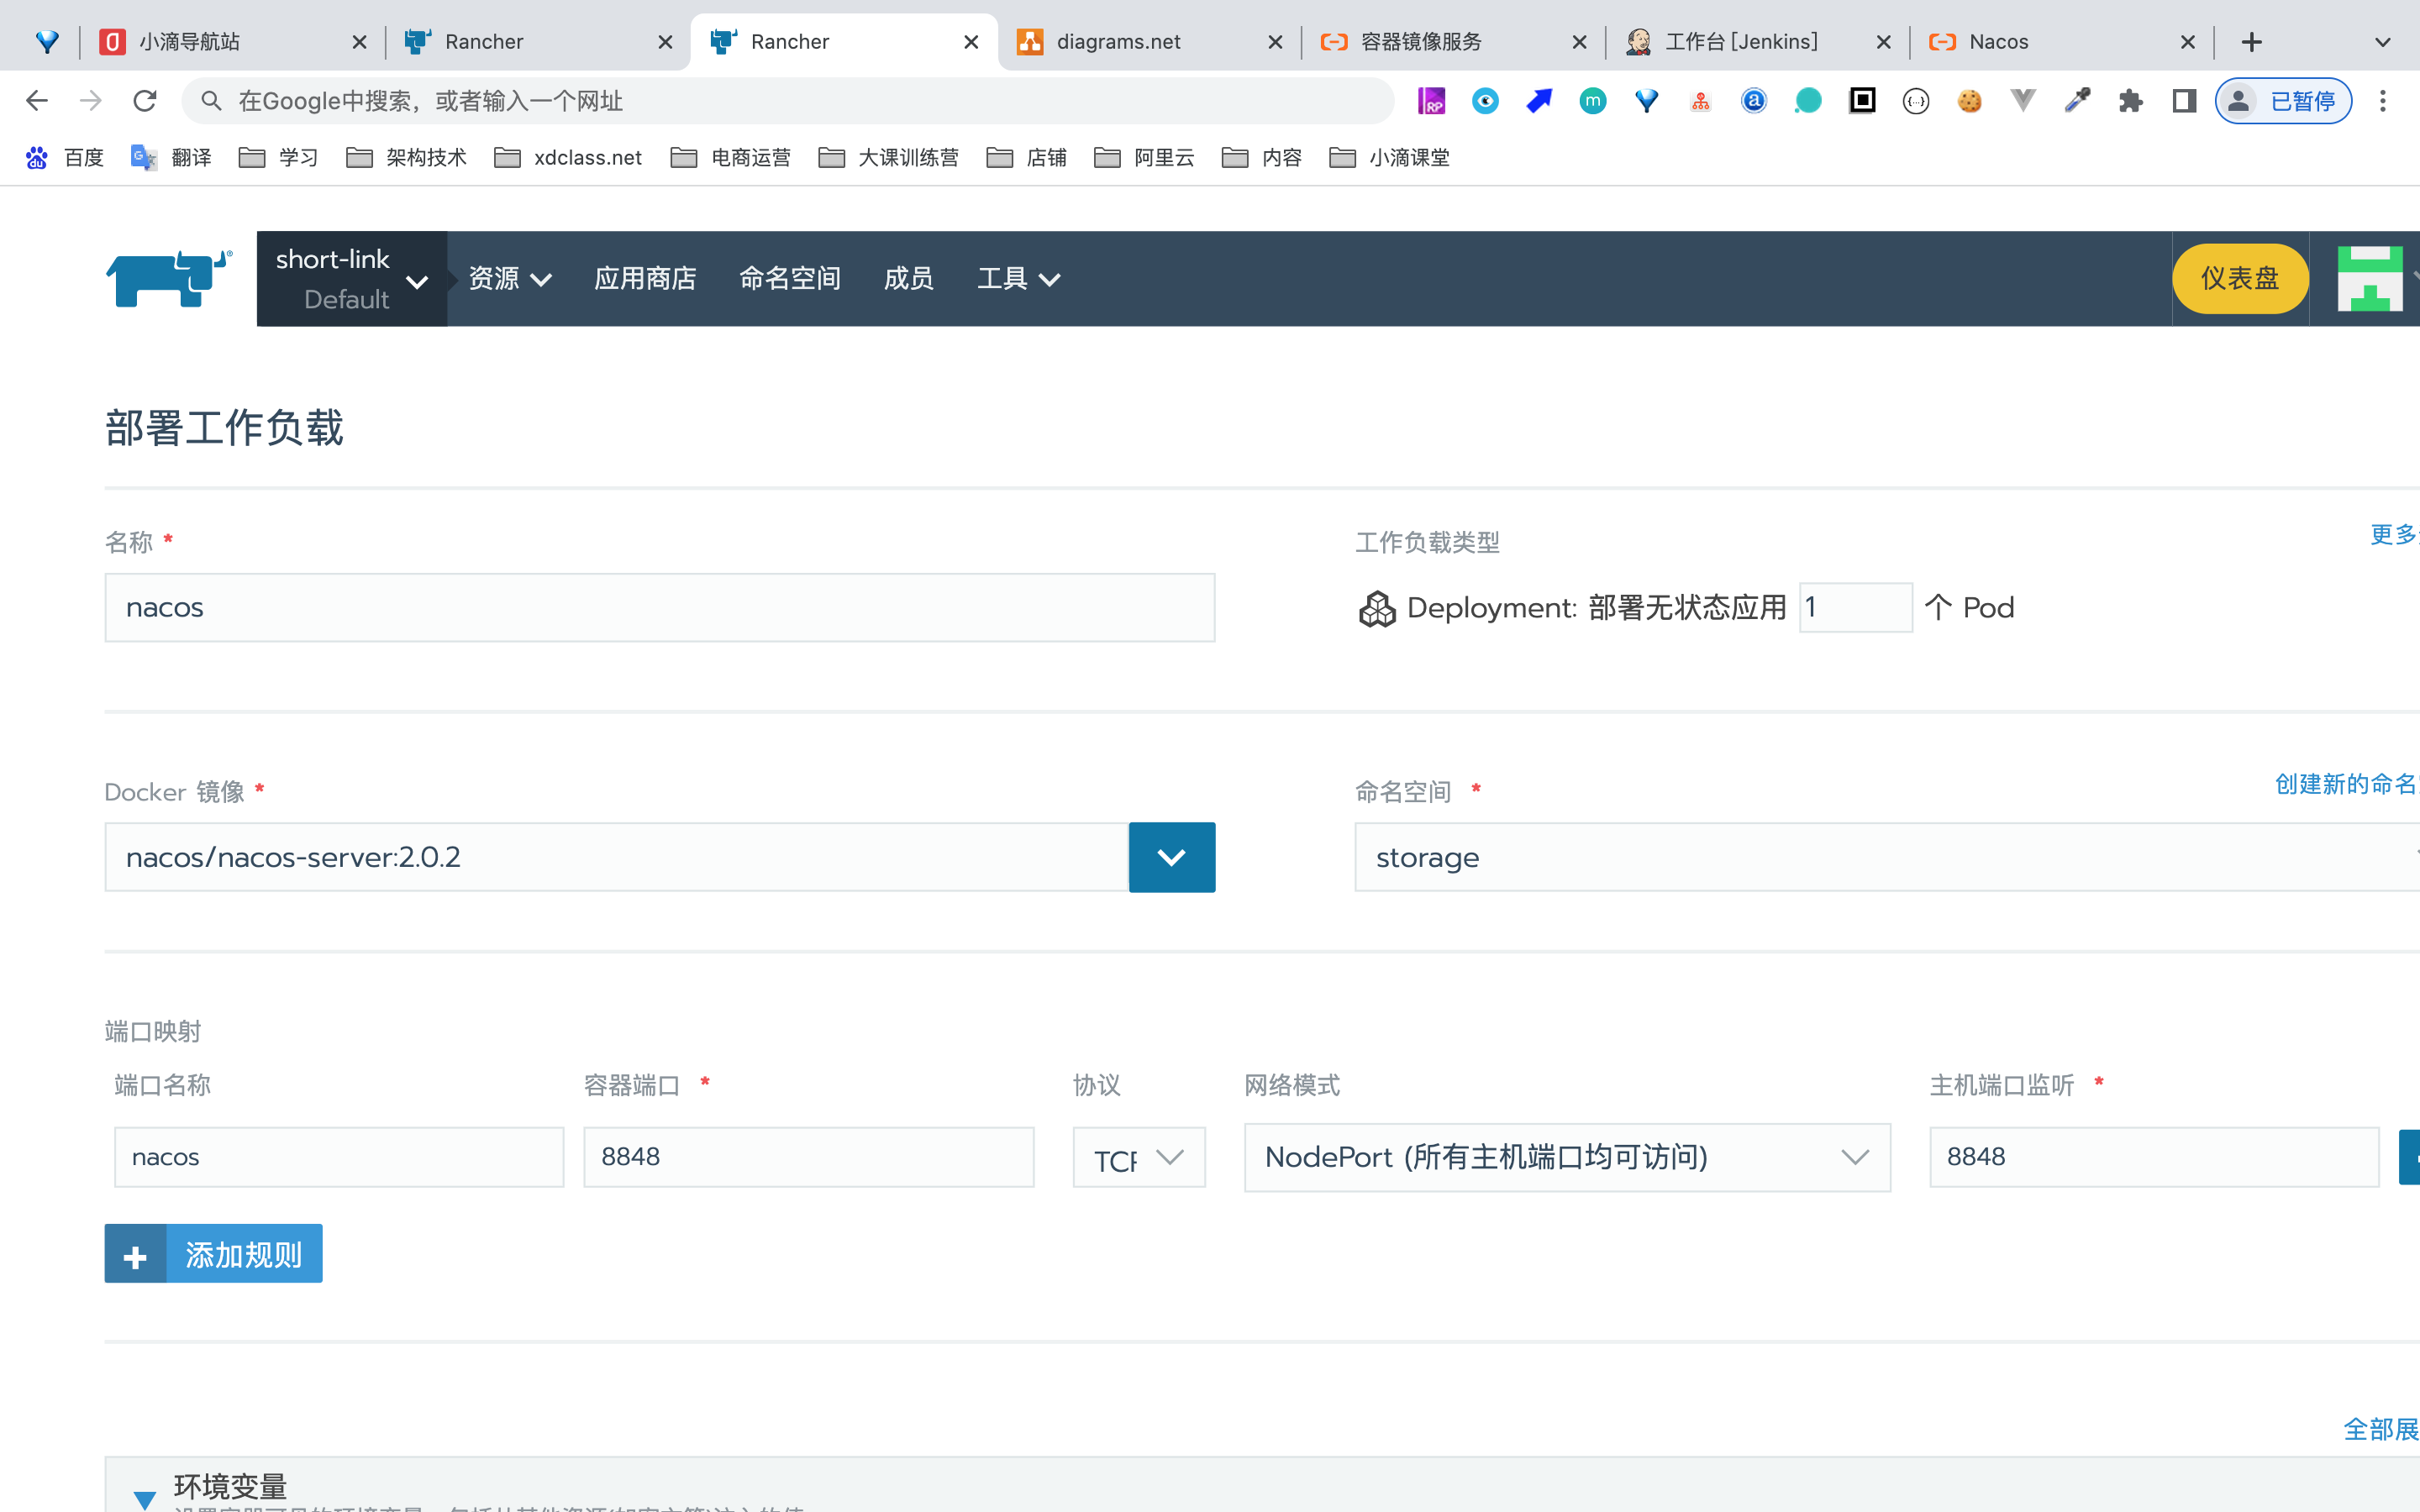 小滴导航站
Rancher
Rancher
diagrams.net
容器镜像服务
工作台 [Jenkins]
Nacos
在Google中搜索，或者输入一个网址
已暂停
百度
翻译
学习
架构技术
xdclass.net
电商运营
大课训练营
店铺
阿里云
内容
小滴课堂
short-link
Default
资源
应用商店
命名空间
成员
工具
仪表盘
部署工作负载
名称 *
工作负载类型
更多
nacos
Deployment: 部署无状态应用 1 个 Pod
Docker 镜像 *
命名空间 *
创建新的命名
nacos/nacos-server:2.0.2
storage
端口映射
端口名称
容器端口 *
协议
网络模式
主机端口监听 *
nacos
8848
TCP
NodePort (所有主机端口均可访问)
8848
添加规则
全部展
环境变量